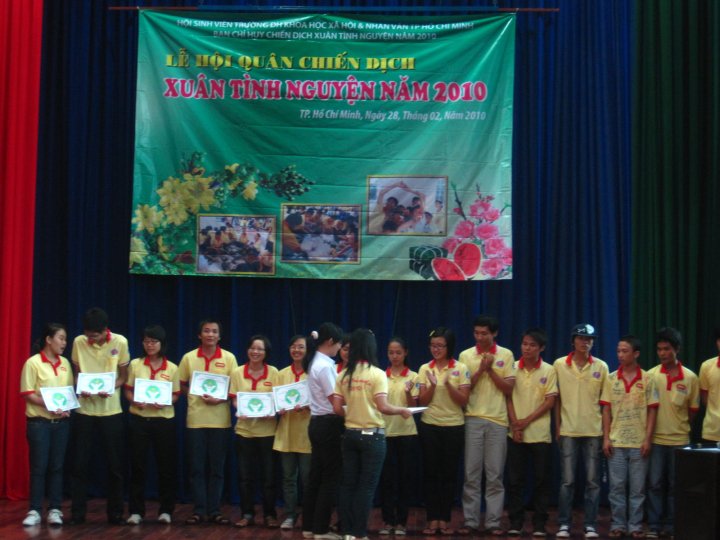 HỘI SINH VIÊN TRƯỜNG ĐH KHOA HỌC XÃ HỘI & NHÂN VĂN TP HỒ CHÍ MINH
BAN CHỈ HUY CHIẾN DỊCH XUÂN TÌNH NGUYỆN NĂM 2010
LỄ HỘI QUÂN CHIẾN DỊCH
XUÂN TÌNH NGUYỆN NĂM 2010
TP. Hồ Chí Minh, Ngày 28, Tháng 02, Năm 2010